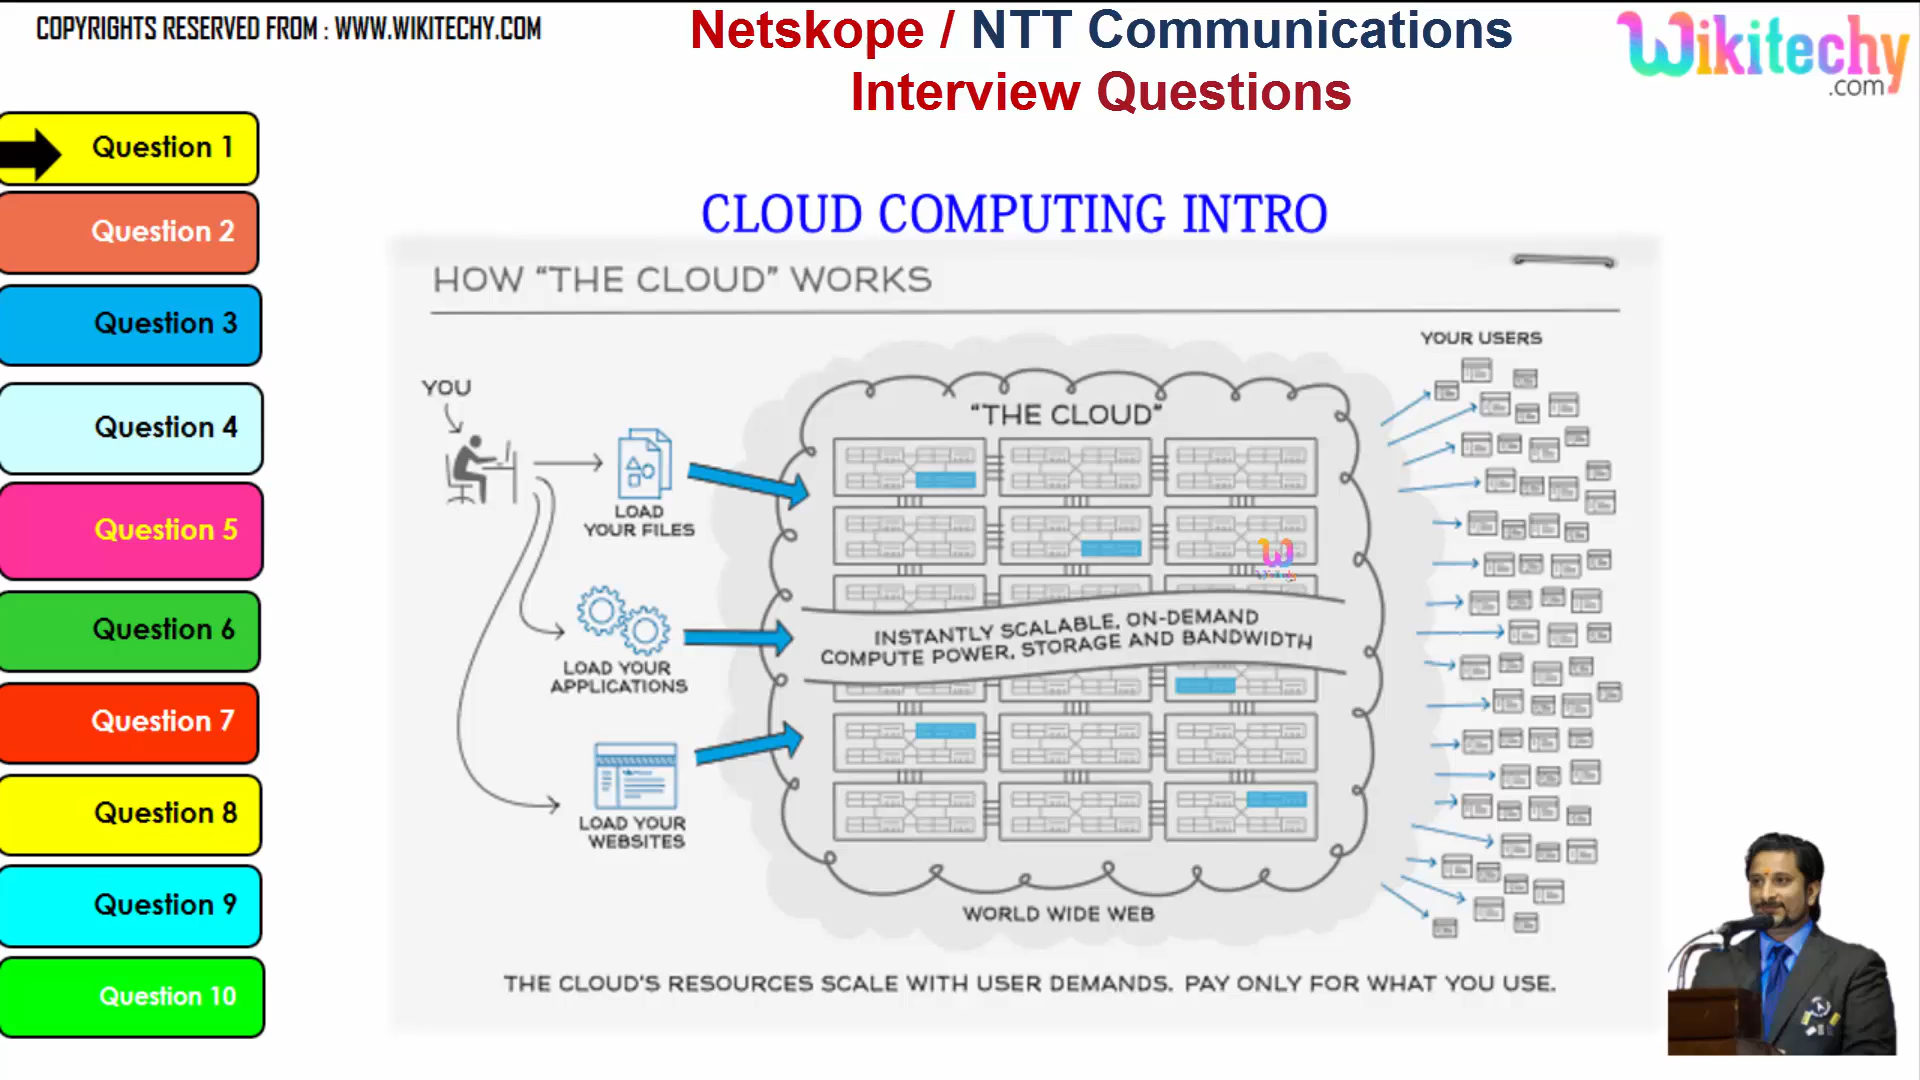 COPYRIGHTS RESERVED FROM : WWW.WIKITECHY.COM
Netskope / NTT Communications
Interview Questions
Wikitechy
.com
Question 1
Question 2
Question 3
Question 4
Question 5
Question 6
Question 7
Question 8
Question 9
Question 10
CLOUD COMPUTING INTRO
HOW “THE CLOUD” WORKS
YOU
LOAD
YOUR FILES
LOAD YOUR
APPLICATIONS
LOAD YOUR
WEBSITES
“THE CLOUD”
Wikitechy
INSTANTLY SCALABLE, ON-DEMAND
COMPUTE POWER, STORAGE AND BANDWIDTH
WORLD WIDE WEB
YOUR USERS
THE CLOUD'S RESOURCES SCALE WITH USER DEMANDS. PAY ONLY FOR WHAT YOU USE.